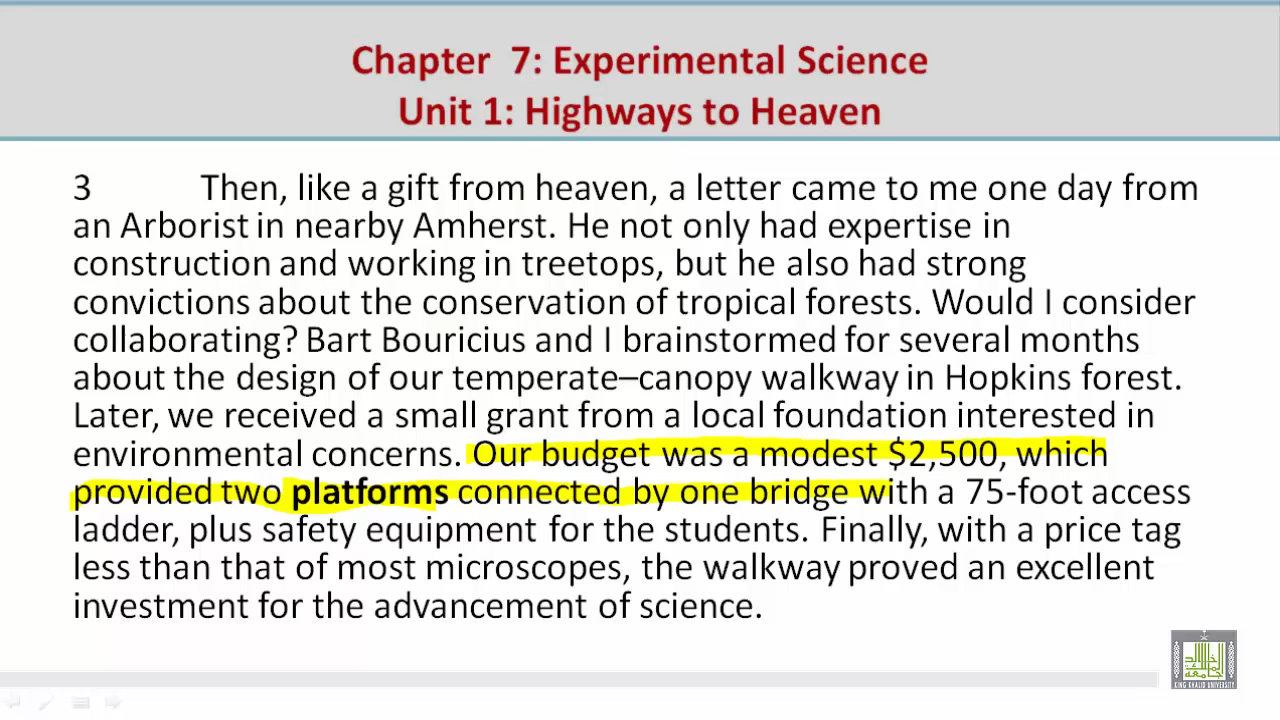 Chapter 7: Experimental Science
Unit 1: Highways to Heaven
3 Then, like a gift from heaven, a letter came to me one day from
an Arborist in nearby Amherst. He not only had expertise in
construction and working in treetops, but he also had strong
convictions about the conservation of tropical forests. Would I consider
collaborating? Bart Bouricius and I brainstormed for several months
about the design of our temperate–canopy walkway in Hopkins forest.
Later, we received a small grant from a local foundation interested in
environmental concerns. Our budget was a modest $2,500, which
provided two platforms connected by one bridge with a 75-foot access
ladder, plus safety equipment for the students. Finally, with a price tag
less than that of most microscopes, the walkway proved an excellent
investment for the advancement of science.
KING KHALID UNIVERSITY